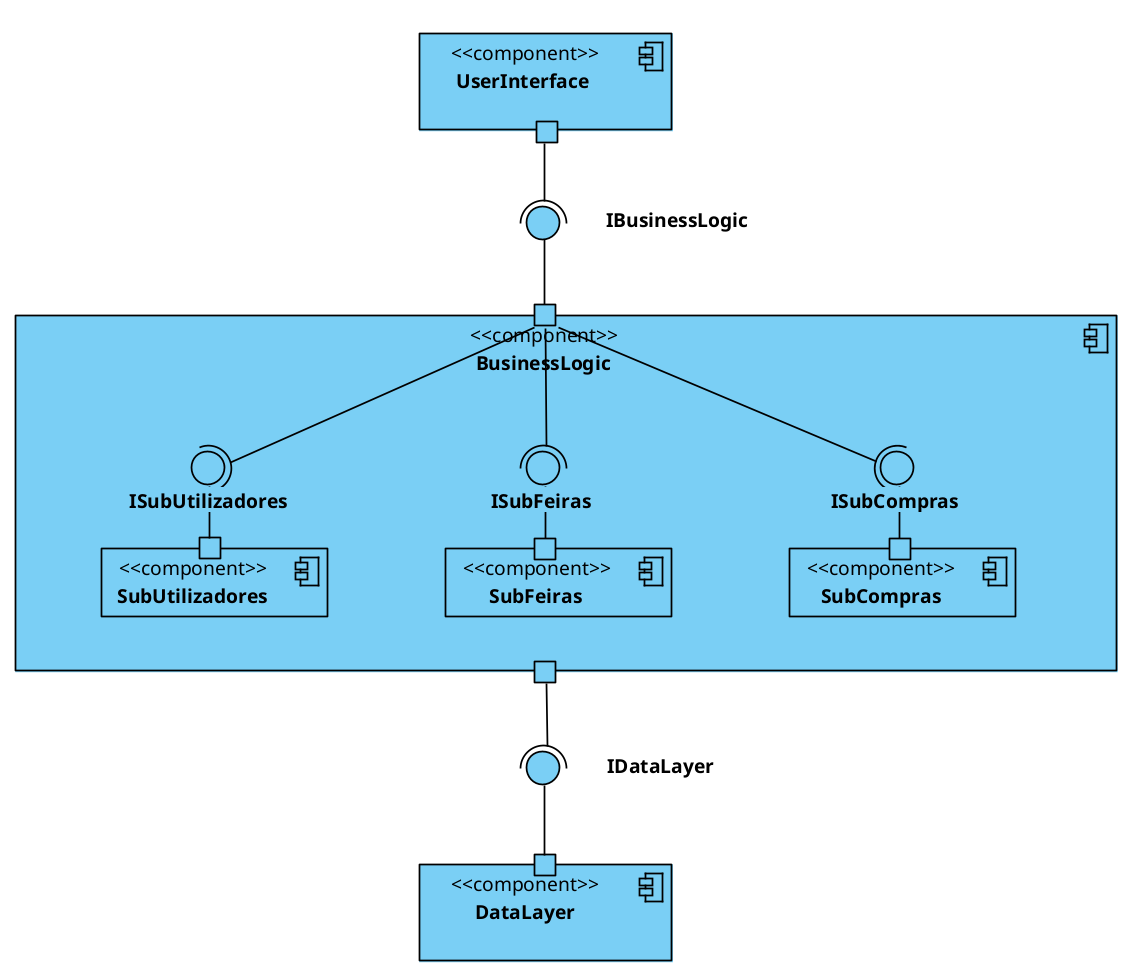 <<component>>
UserInterface
IBusinessLogic
<<component>>
BusinessLogic
ISubUtilizadores
ISubFeiras
ISubCompras
<<component>>
SubUtilizadores
<<component>>
SubFeiras
<<component>>
SubCompras
IDataLayer
<<component>>
DataLayer